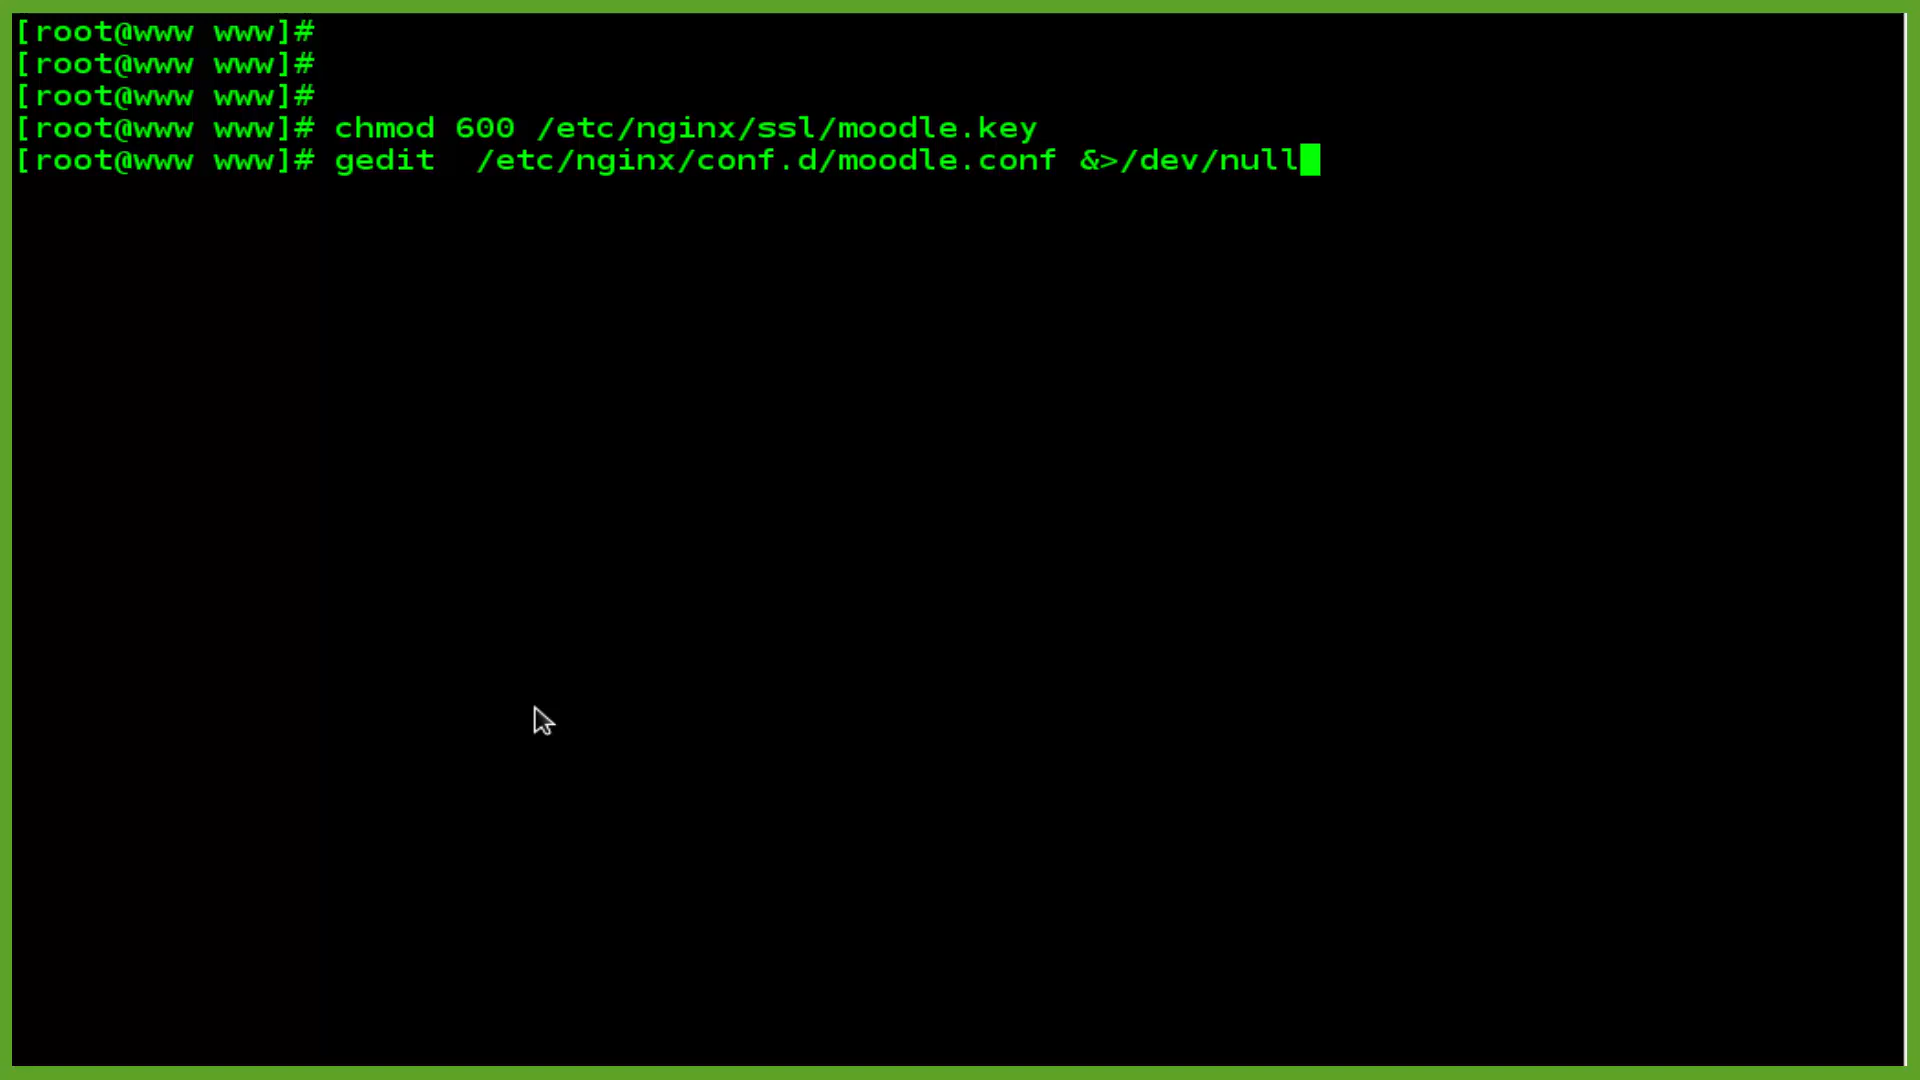 [root@www www]#
[root@www www]#
[root@www www]#
[root@www www]# chmod 600 /etc/nginx/ssl/moodle.key
[root@www www]# gedit  /etc/nginx/conf.d/moodle.conf &>/dev/null